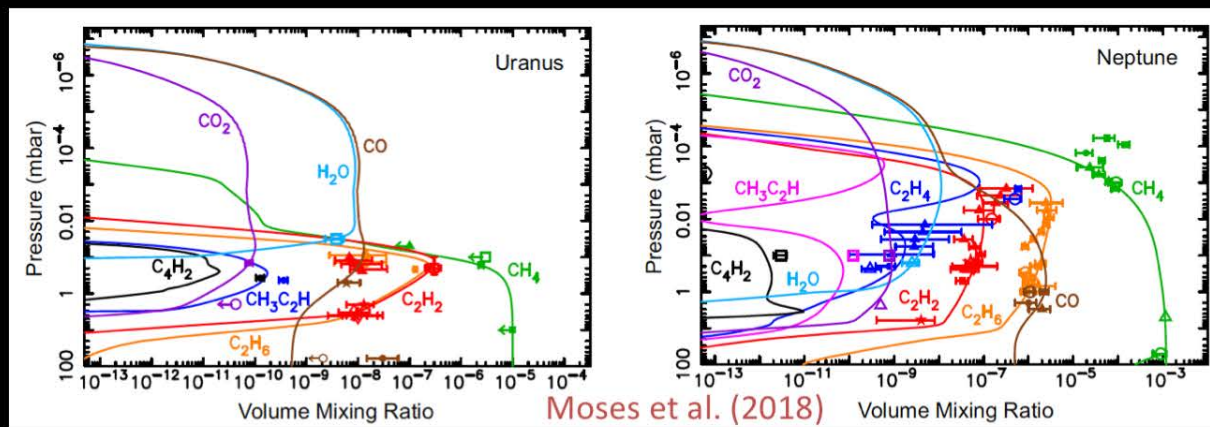 Uranus
CO₂
CO
H₂O
CH₄
C₄H₂
CH₃C₂H
C₂H₂
C₂H₆
Pressure (mbar)
10⁻⁶
10⁻⁴
0.01
1
100
10⁻¹³ 10⁻¹² 10⁻¹¹ 10⁻¹⁰ 10⁻⁹ 10⁻⁸ 10⁻⁷ 10⁻⁶ 10⁻⁵ 10⁻⁴
Volume Mixing Ratio
Neptune
CO₂
CH₃C₂H
C₂H₄
CH₄
C₄H₂
H₂O
C₂H₂
CO
C₂H₆
Pressure (mbar)
10⁻⁶
10⁻⁴
0.01
1
100
10⁻¹³ 10⁻¹¹ 10⁻⁹ 10⁻⁷ 10⁻⁵ 10⁻³
Volume Mixing Ratio
Moses et al. (2018)